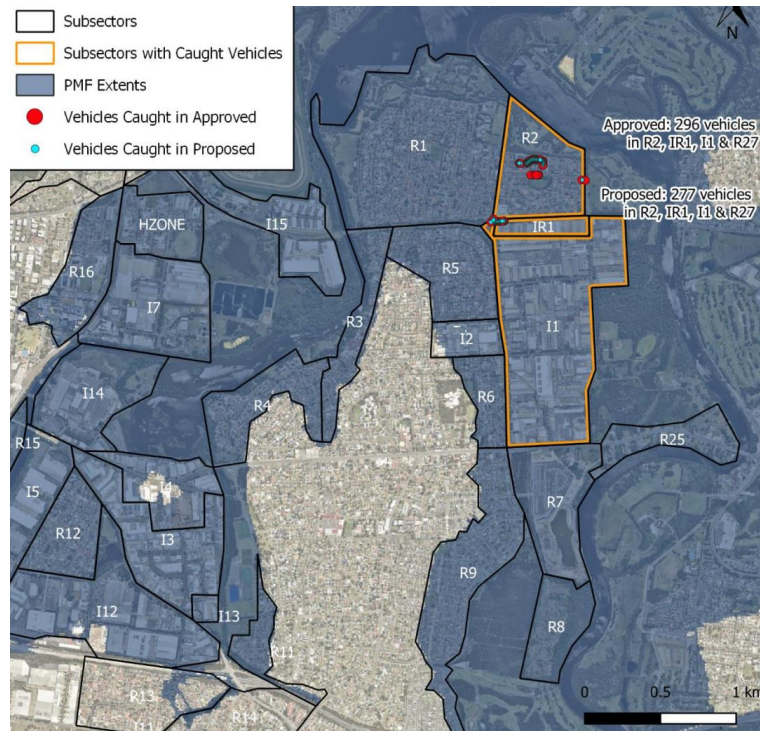 Subsectors
Subsectors with Caught Vehicles
PMF Extents
Vehicles Caught in Approved
Vehicles Caught in Proposed
N
R1
R2
Approved: 296 vehicles
in R2, IR1, I1 & R27
Proposed: 277 vehicles
in R2, IR1, I1 & R27
HZONE
I15
IR1
R16
R5
I7
R3
I2
I1
I14
R4
R6
R15
R25
I5
I4
R7
R12
I3
R9
I12
I13
R8
R11
R13
I11
R14
0
0.5
1 km